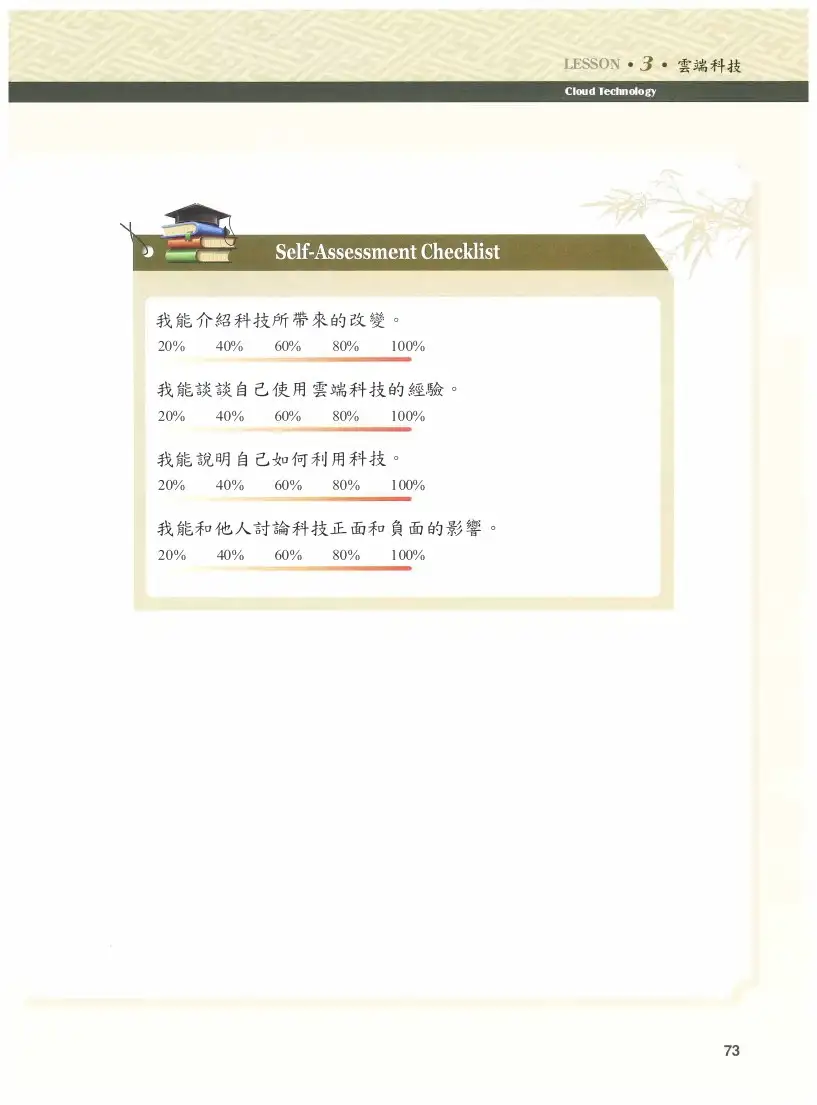 LESSON • 3 • 雲端科技
Cloud Technology
Self-Assessment Checklist
我能介紹科技所帶來的改變。
20% 40% 60% 80% 100%
我能談談自己使用雲端科技的經驗。
20% 40% 60% 80% 100%
我能說明自己如何利用科技。
20% 40% 60% 80% 100%
我能和他人討論科技正面和負面的影響。
20% 40% 60% 80% 100%
73